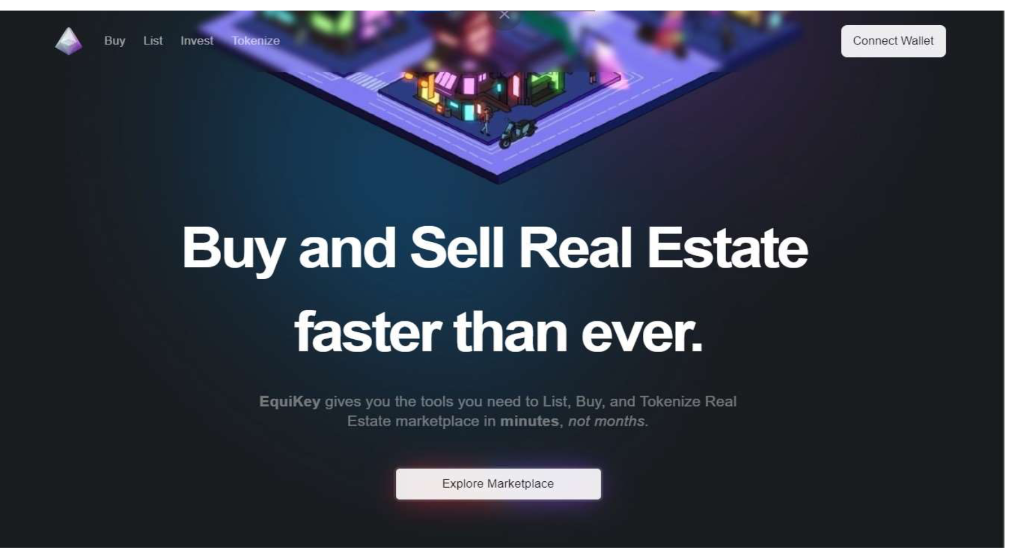 Buy List Invest Tokenize
Connect Wallet
Buy and Sell Real Estate
faster than ever.
EquiKey gives you the tools you need to List, Buy, and Tokenize Real
Estate marketplace in minutes, not months.
Explore Marketplace